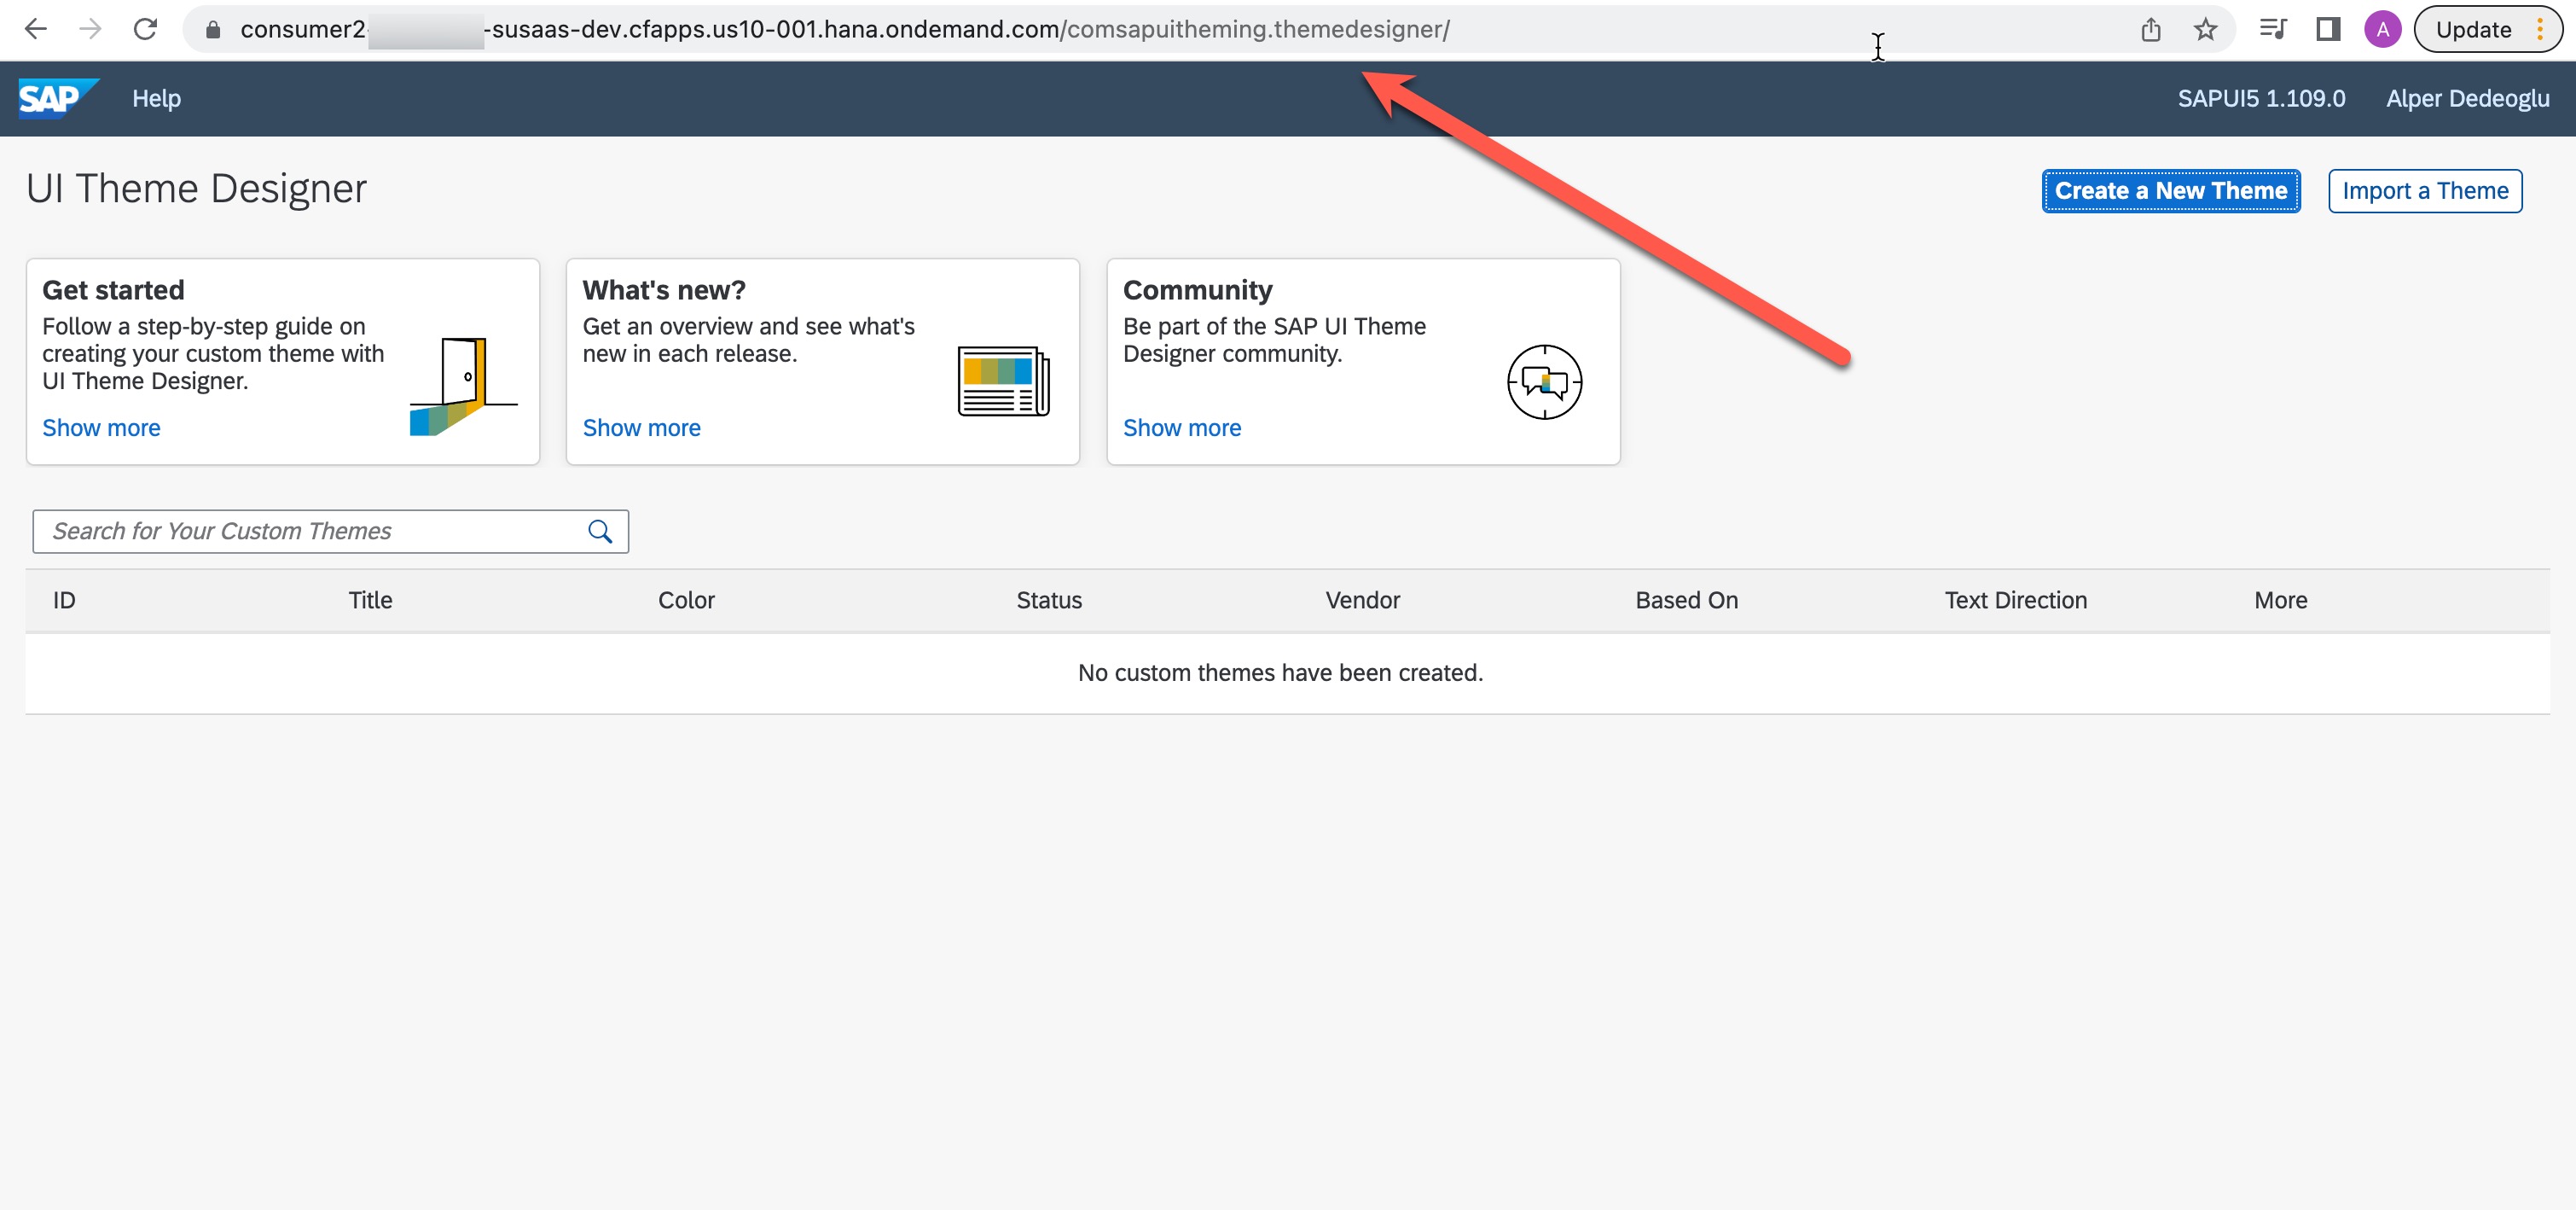 consumer2- -susaas-dev.cfapps.us10-001.hana.ondemand.com/comsapuitheming.themedesigner/
A
Update
SAP
Help
SAPUI5 1.109.0
Alper Dedeoglu
UI Theme Designer
Create a New Theme
Import a Theme
Get started
Follow a step-by-step guide on
creating your custom theme with
UI Theme Designer.
Show more
What's new?
Get an overview and see what's
new in each release.
Show more
Community
Be part of the SAP UI Theme
Designer community.
Show more
Search for Your Custom Themes
ID Title Color Status Vendor Based On Text Direction More
No custom themes have been created.